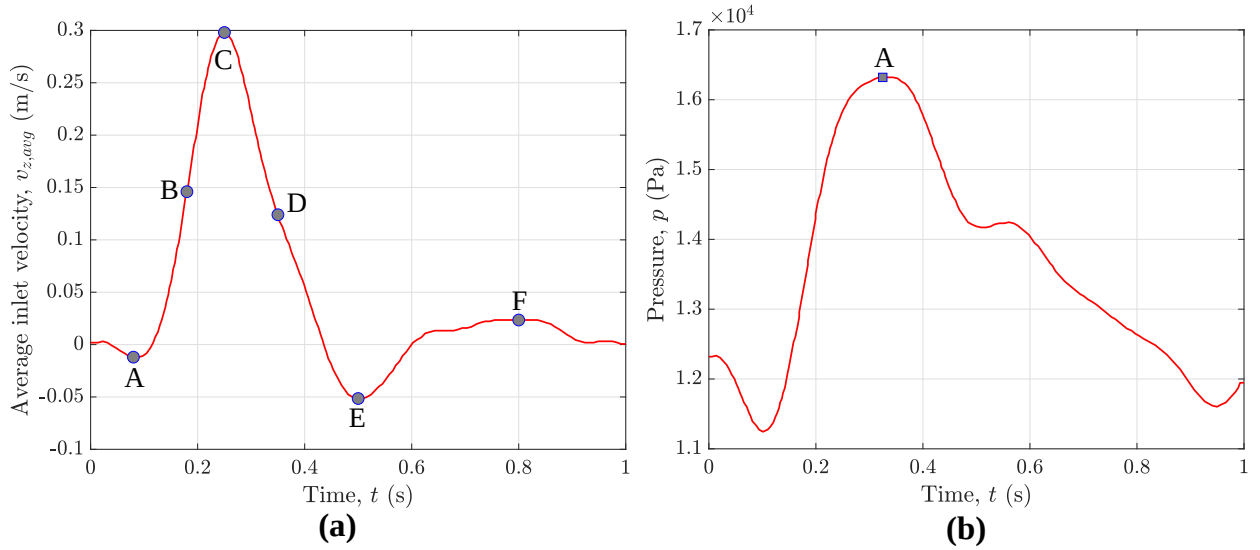 Average inlet velocity, v_{z,avg} (m/s)
0.3
0.25
0.2
0.15
0.1
0.05
0
-0.05
-0.1
A
B
C
D
E
F
0 0.2 0.4 0.6 0.8 1
Time, t (s)
(a)
×10⁴
Pressure, p (Pa)
1.7
1.6
1.5
1.4
1.3
1.2
1.1
A
0 0.2 0.4 0.6 0.8 1
Time, t (s)
(b)